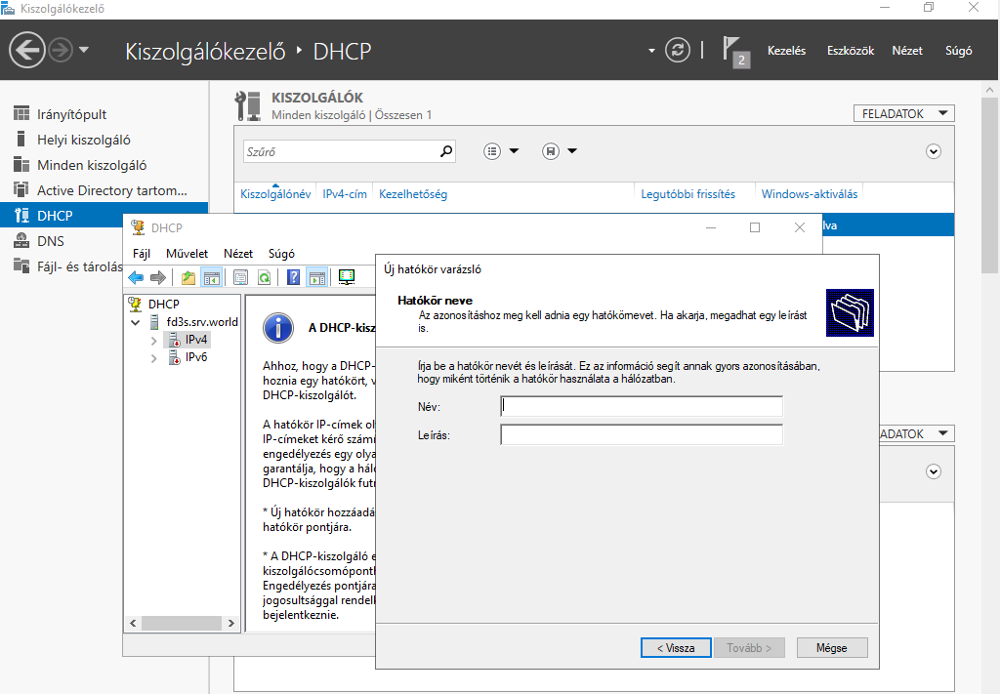 Kiszolgálókezelő
Kiszolgálókezelő ‣ DHCP
2
Kezelés
Eszközök
Nézet
Súgó
Irányítópult
Helyi kiszolgáló
Minden kiszolgáló
Active Directory tartom...
DHCP
DNS
Fájl- és tárolás
KISZOLGÁLÓK
Minden kiszolgáló | Összesen 1
FELADATOK
Szűrő
Kiszolgálónév
IPv4-cím
Kezelhetőség
Legutóbbi frissítés
Windows-aktiválás
lva
ADATOK
DHCP
Fájl
Művelet
Nézet
Súgó
DHCP
fd3s.srv.world
IPv4
IPv6
A DHCP-kisz
Ahhoz, hogy a DHCP-
hoznia egy hatókört, v
DHCP-kiszolgálót.
A hatókör IP-címek ol
IP-címeket kérő számí
engedélyezés egy olya
garantálja, hogy a háló
DHCP-kiszolgálók futn
* Új hatókör hozzáadá
hatókör pontjára.
* A DHCP-kiszolgáló e
kiszolgálócsomóponth
Engedélyezés pontjára
jogosultsággal rendelk
bejelentkeznie.
Új hatókör varázsló
Hatókör neve
Az azonosításhoz meg kell adnia egy hatókörnevet. Ha akarja, megadhat egy leírást
is.
Írja be a hatókör nevét és leírását. Ez az információ segít annak gyors azonosításában,
hogy miként történik a hatókör használata a hálózatban.
Név:
Leírás:
< Vissza
Tovább >
Mégse